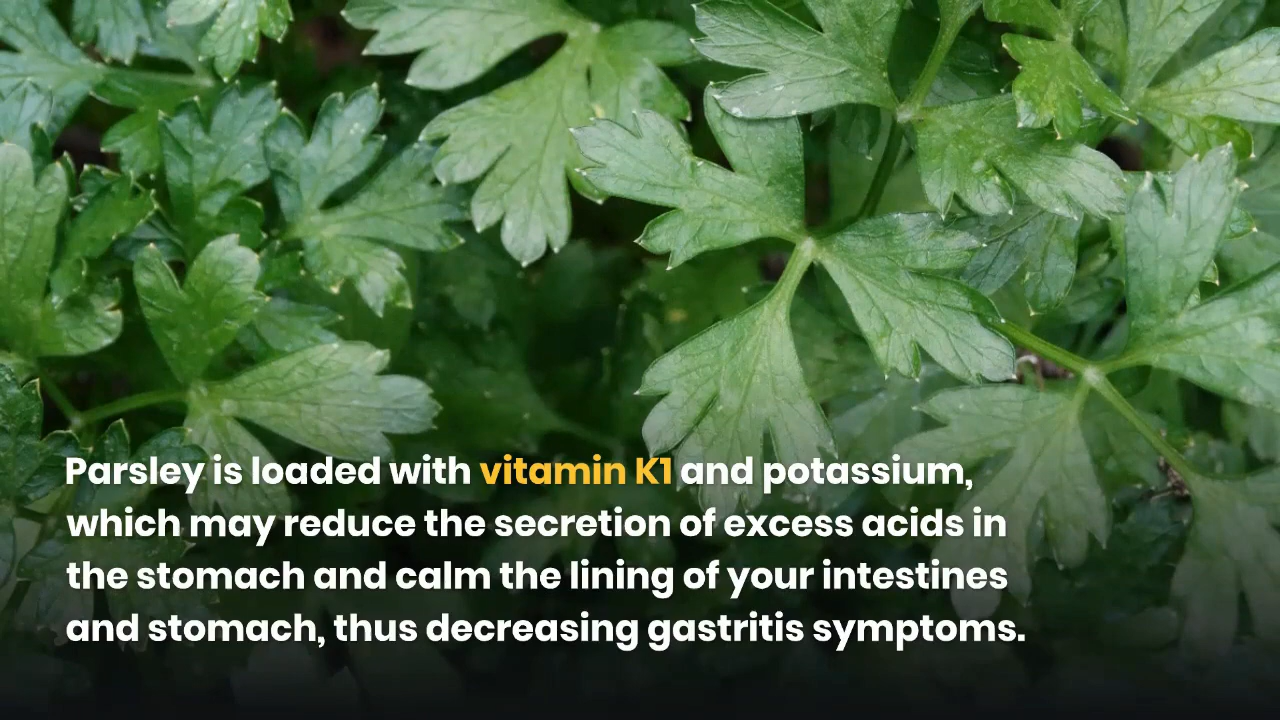 Parsley is loaded with vitamin K1 and potassium,
which may reduce the secretion of excess acids in
the stomach and calm the lining of your intestines
and stomach, thus decreasing gastritis symptoms.